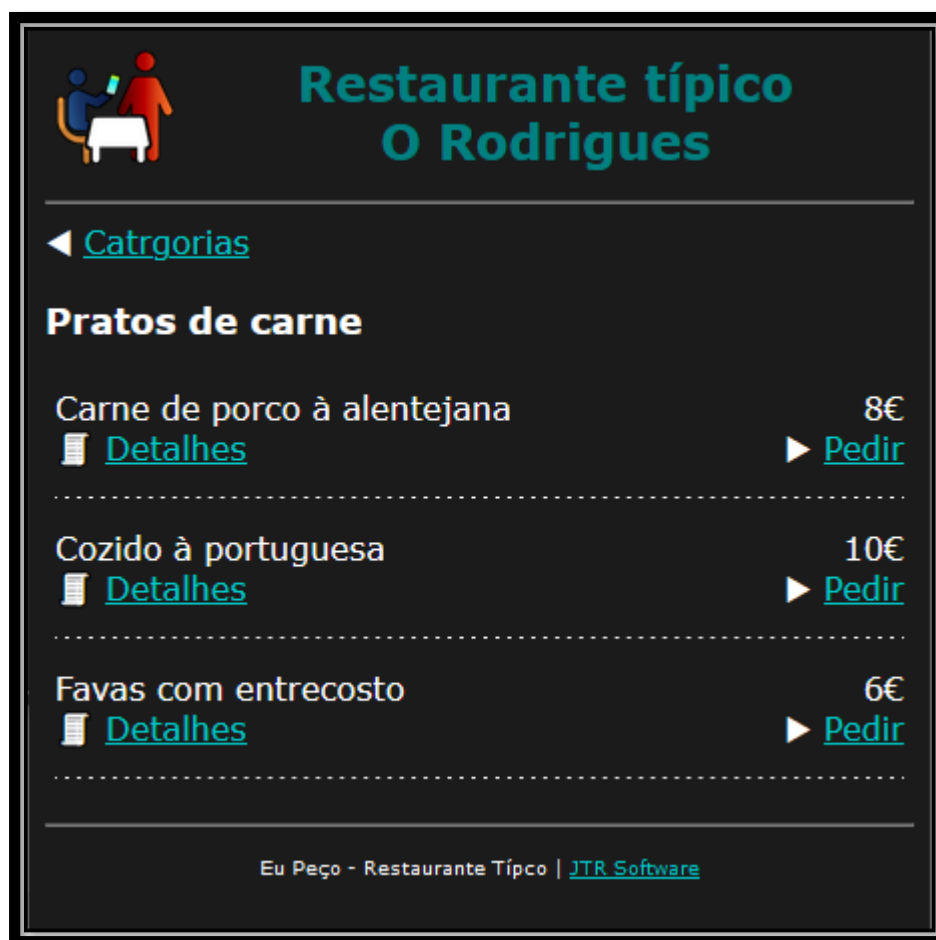 Restaurante típico
O Rodrigues
Catrgorias
Pratos de carne
Carne de porco à alentejana 8€
Detalhes Pedir
Cozido à portuguesa 10€
Detalhes Pedir
Favas com entrecosto 6€
Detalhes Pedir
Eu Peço - Restaurante Típco | JTR Software